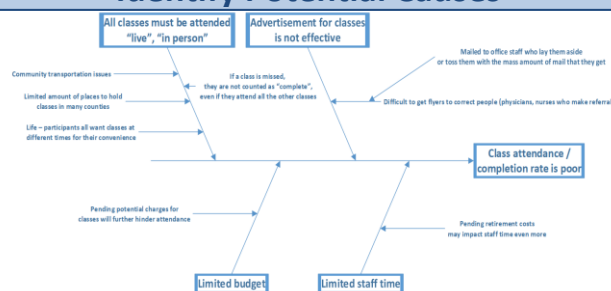 Identify Potential Causes
All classes must be attended
"live", "in person"
Advertisement for classes
is not effective
Mailed to office staff who lay them aside
or toss them with the mass amount of mail that they get
Community transportation issues
If a class is missed,
they are not counted as "complete",
even if they attend all the other classes
Limited amount of places to hold
classes in many counties
Difficult to get flyers to correct people (physicians, nurses who make referral
Life – participants all want classes at
different times for their convenience
Class attendance /
completion rate is poor
Pending potential charges for
classes will further hinder attendance
Pending retirement costs
may impact staff time even more
Limited budget
Limited staff time